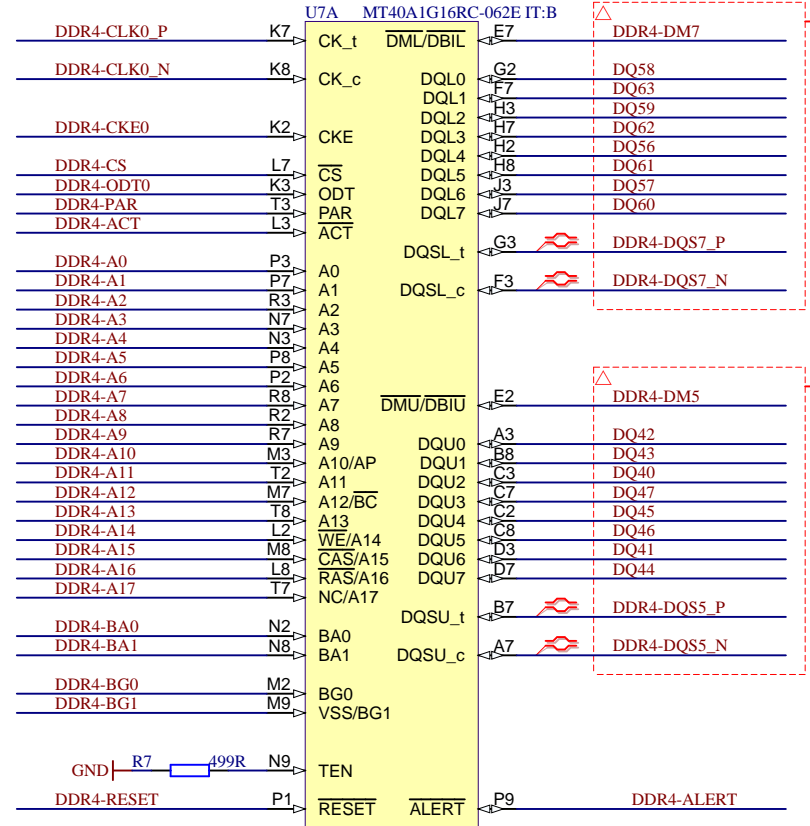 U7A MT40A1G16RC-062E IT:B
DDR4-CLK0_P K7 CK_t DML/DBIL E7 DDR4-DM7
DDR4-CLK0_N K8 CK_c DQL0 G2 DQ58
DQL1 F7 DQ63
DQL2 H3 DQ59
DDR4-CKE0 K2 CKE DQL3 H7 DQ62
DQL4 H2 DQ56
DDR4-CS L7 CS DQL5 H8 DQ61
DDR4-ODT0 K3 ODT DQL6 J3 DQ57
DDR4-PAR T3 PAR DQL7 J7 DQ60
DDR4-ACT L3 ACT
DQSL_t G3 DDR4-DQS7_P
DDR4-A0 P3 A0
DDR4-A1 P7 A1 DQSL_c F3 DDR4-DQS7_N
DDR4-A2 R3 A2
DDR4-A3 N7 A3
DDR4-A4 N3 A4
DDR4-A5 P8 A5
DDR4-A6 P2 A6
DDR4-A7 R8 A7 DMU/DBIU E2 DDR4-DM5
DDR4-A8 R2 A8
DDR4-A9 R7 A9 DQU0 A3 DQ42
DDR4-A10 M3 A10/AP DQU1 B8 DQ43
DDR4-A11 T2 A11 DQU2 C3 DQ40
DDR4-A12 M7 A12/BC DQU3 C7 DQ47
DDR4-A13 T8 A13 DQU4 C2 DQ45
DDR4-A14 L2 WE/A14 DQU5 C8 DQ46
DDR4-A15 M8 CAS/A15 DQU6 D3 DQ41
DDR4-A16 L8 RAS/A16 DQU7 D7 DQ44
DDR4-A17 T7 NC/A17
DQSU_t B7 DDR4-DQS5_P
DDR4-BA0 N2 BA0
DDR4-BA1 N8 BA1 DQSU_c A7 DDR4-DQS5_N
DDR4-BG0 M2 BG0
DDR4-BG1 M9 VSS/BG1
GND R7 499R N9 TEN
DDR4-RESET P1 RESET ALERT P9 DDR4-ALERT